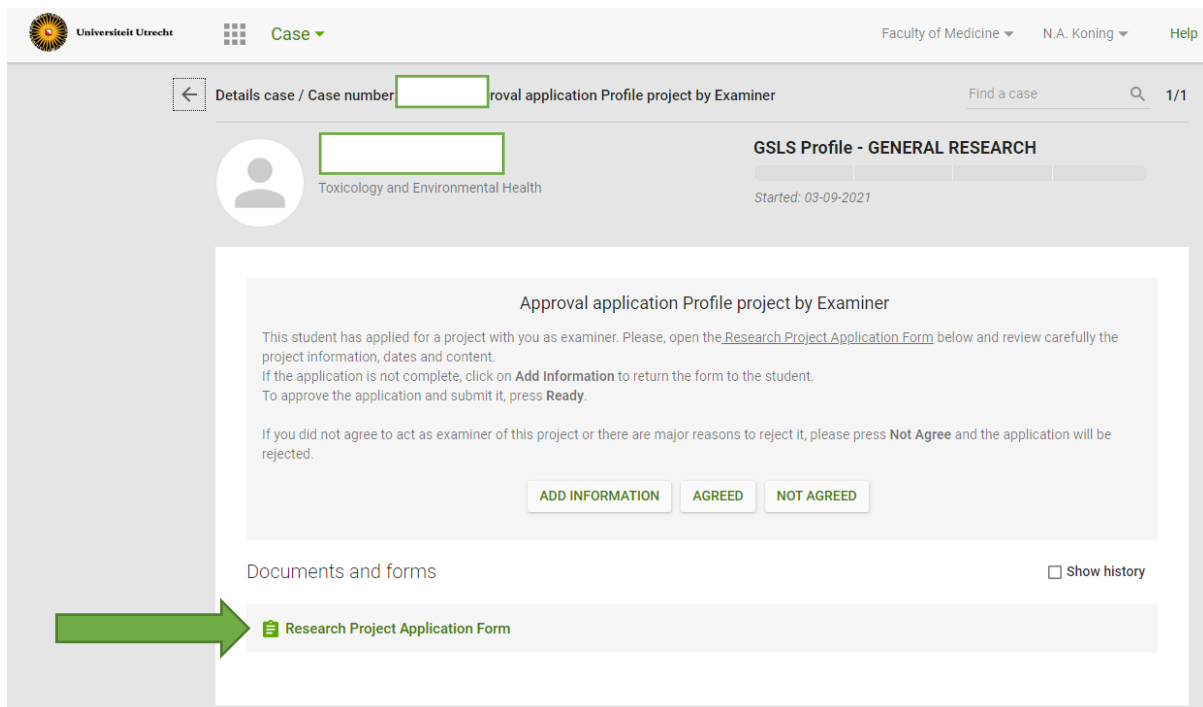 Universiteit Utrecht
Case
Faculty of Medicine
N.A. Koning
Help
Details case / Case number roval application Profile project by Examiner
Find a case
1/1
GSLS Profile - GENERAL RESEARCH
Toxicology and Environmental Health
Started: 03-09-2021
Approval application Profile project by Examiner
This student has applied for a project with you as examiner. Please, open the Research Project Application Form below and review carefully the
project information, dates and content.
If the application is not complete, click on Add Information to return the form to the student.
To approve the application and submit it, press Ready.
If you did not agree to act as examiner of this project or there are major reasons to reject it, please press Not Agree and the application will be
rejected.
ADD INFORMATION
AGREED
NOT AGREED
Documents and forms
Show history
Research Project Application Form